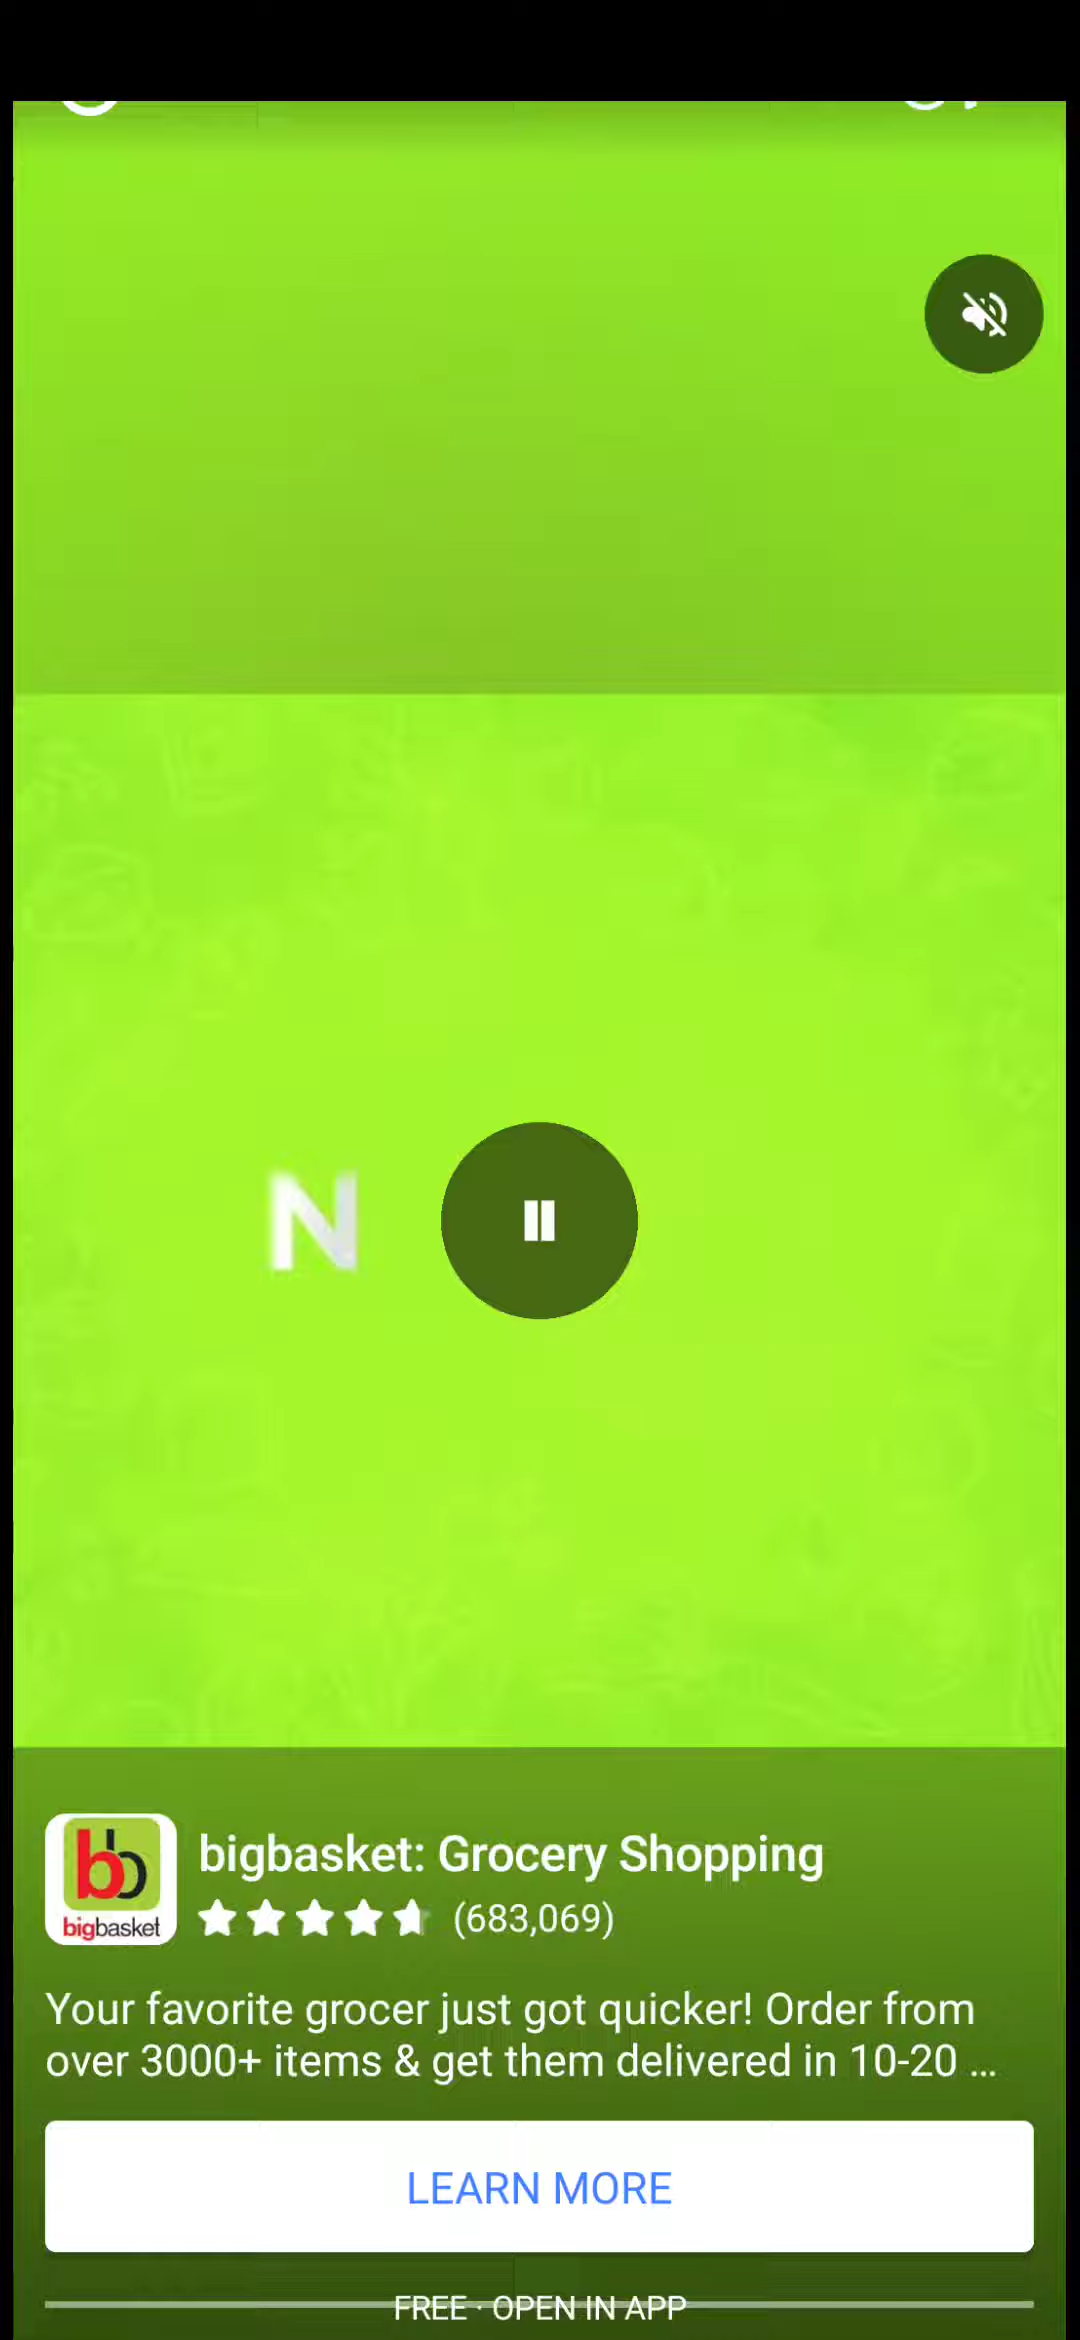 N
bigbasket: Grocery Shopping
bb
bigbasket
(683,069)
Your favorite grocer just got quicker! Order from
over 3000+ items & get them delivered in 10-20 ...
LEARN MORE
FREE · OPEN IN APP